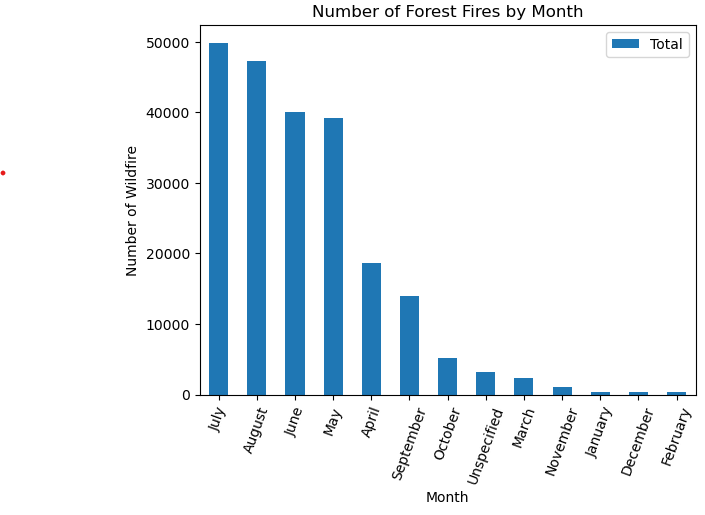 Number of Forest Fires by Month
Total
50000
40000
30000
20000
10000
0
Number of Wildfire
July
August
June
May
April
September
October
Unspecified
March
November
January
December
February
Month